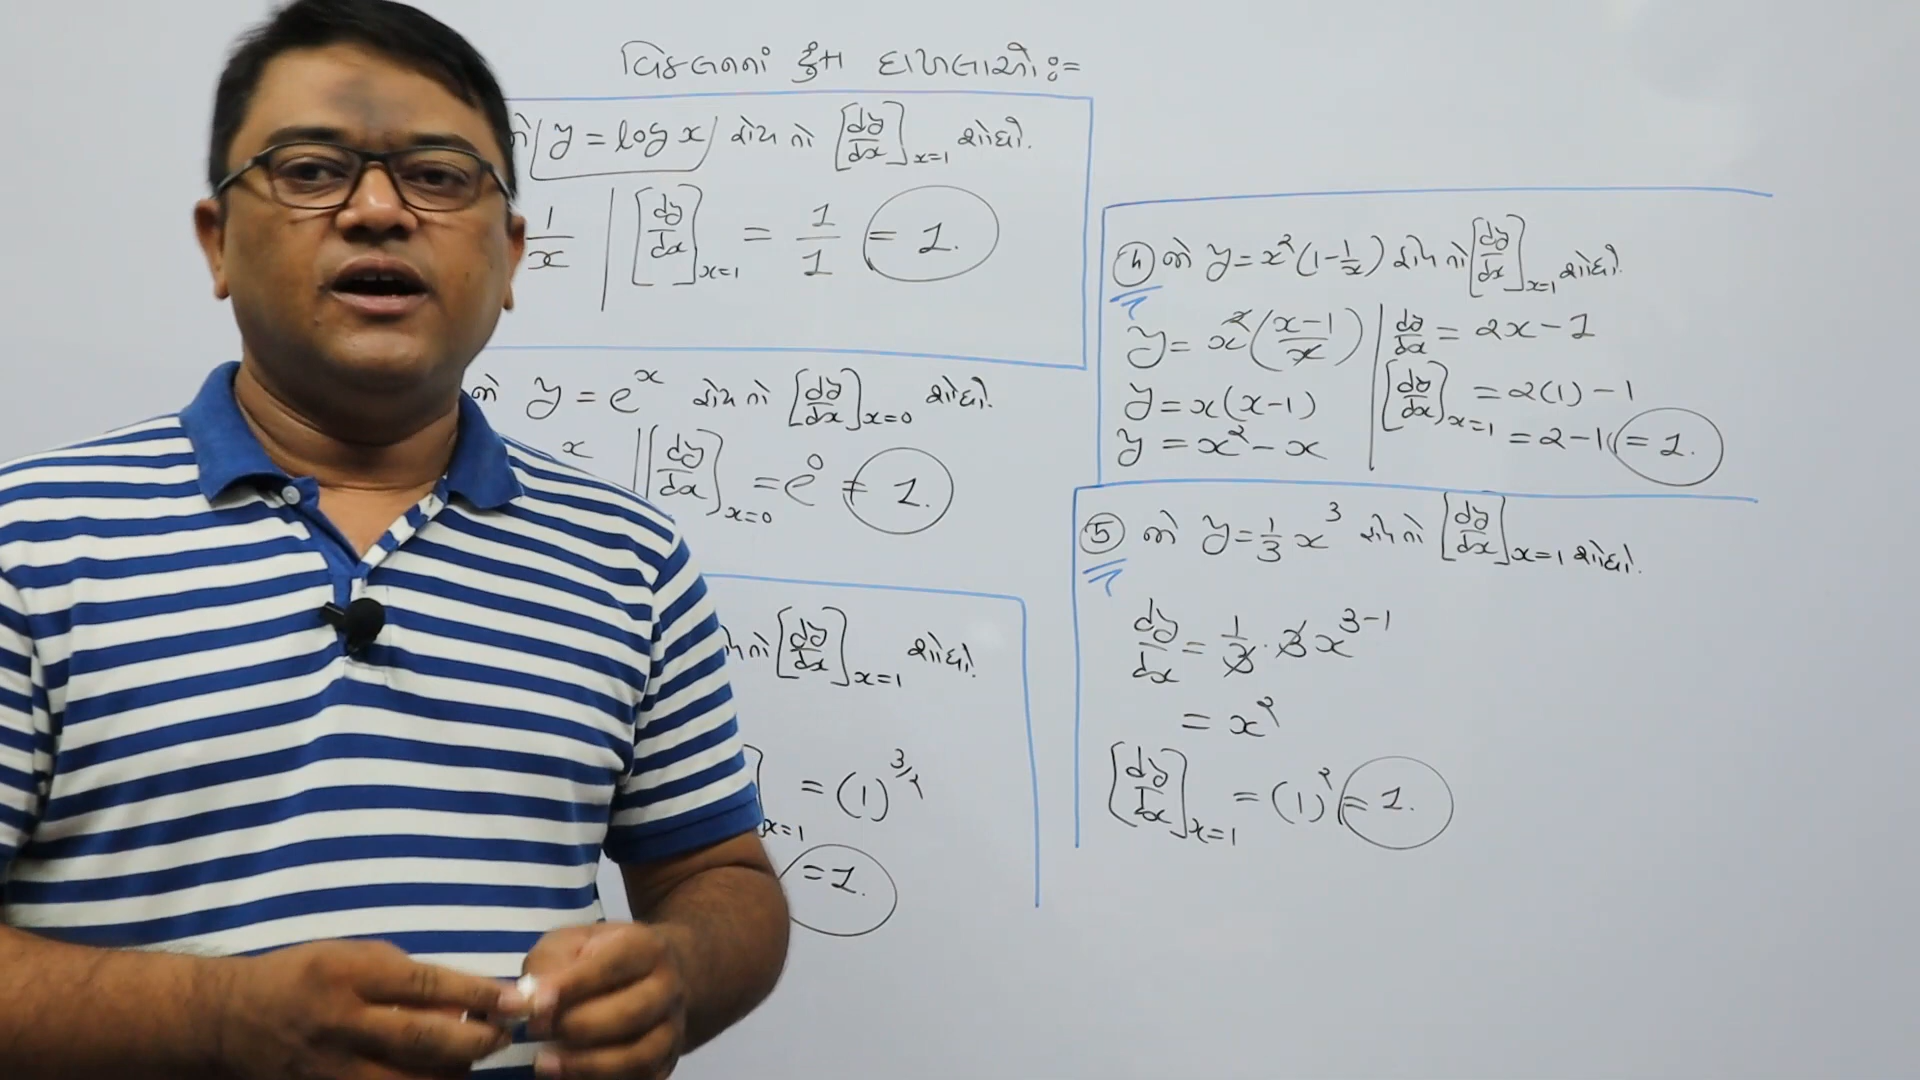 વિકલનનાં ટુંકા દાખલાઓ :=
y = log x હોય તો [dy/dx]x=1 શોધો.
1/x | [dy/dx]x=1 = 1/1 = 1.
જો y = e^x હોય તો [dy/dx]x=0 શોધો.
x | [dy/dx]x=0 = e^0 = 1.
તો [dy/dx]x=1 શોધો.
x=1 = (1)^3/2
= 1.
④ જો y = x²(1 - 1/x) હોય તો [dy/dx]x=1 શોધો.
y = x²((x-1)/x) | dy/dx = 2x - 1
y = x(x-1) | [dy/dx]x=1 = 2(1) - 1
y = x² - x | = 2 - 1 = 1.
⑤ જો y = 1/3 x³ હોય તો [dy/dx]x=1 શોધો.
dy/dx = 1/3 · 3x^3-1
= x²
[dy/dx]x=1 = (1)² = 1.